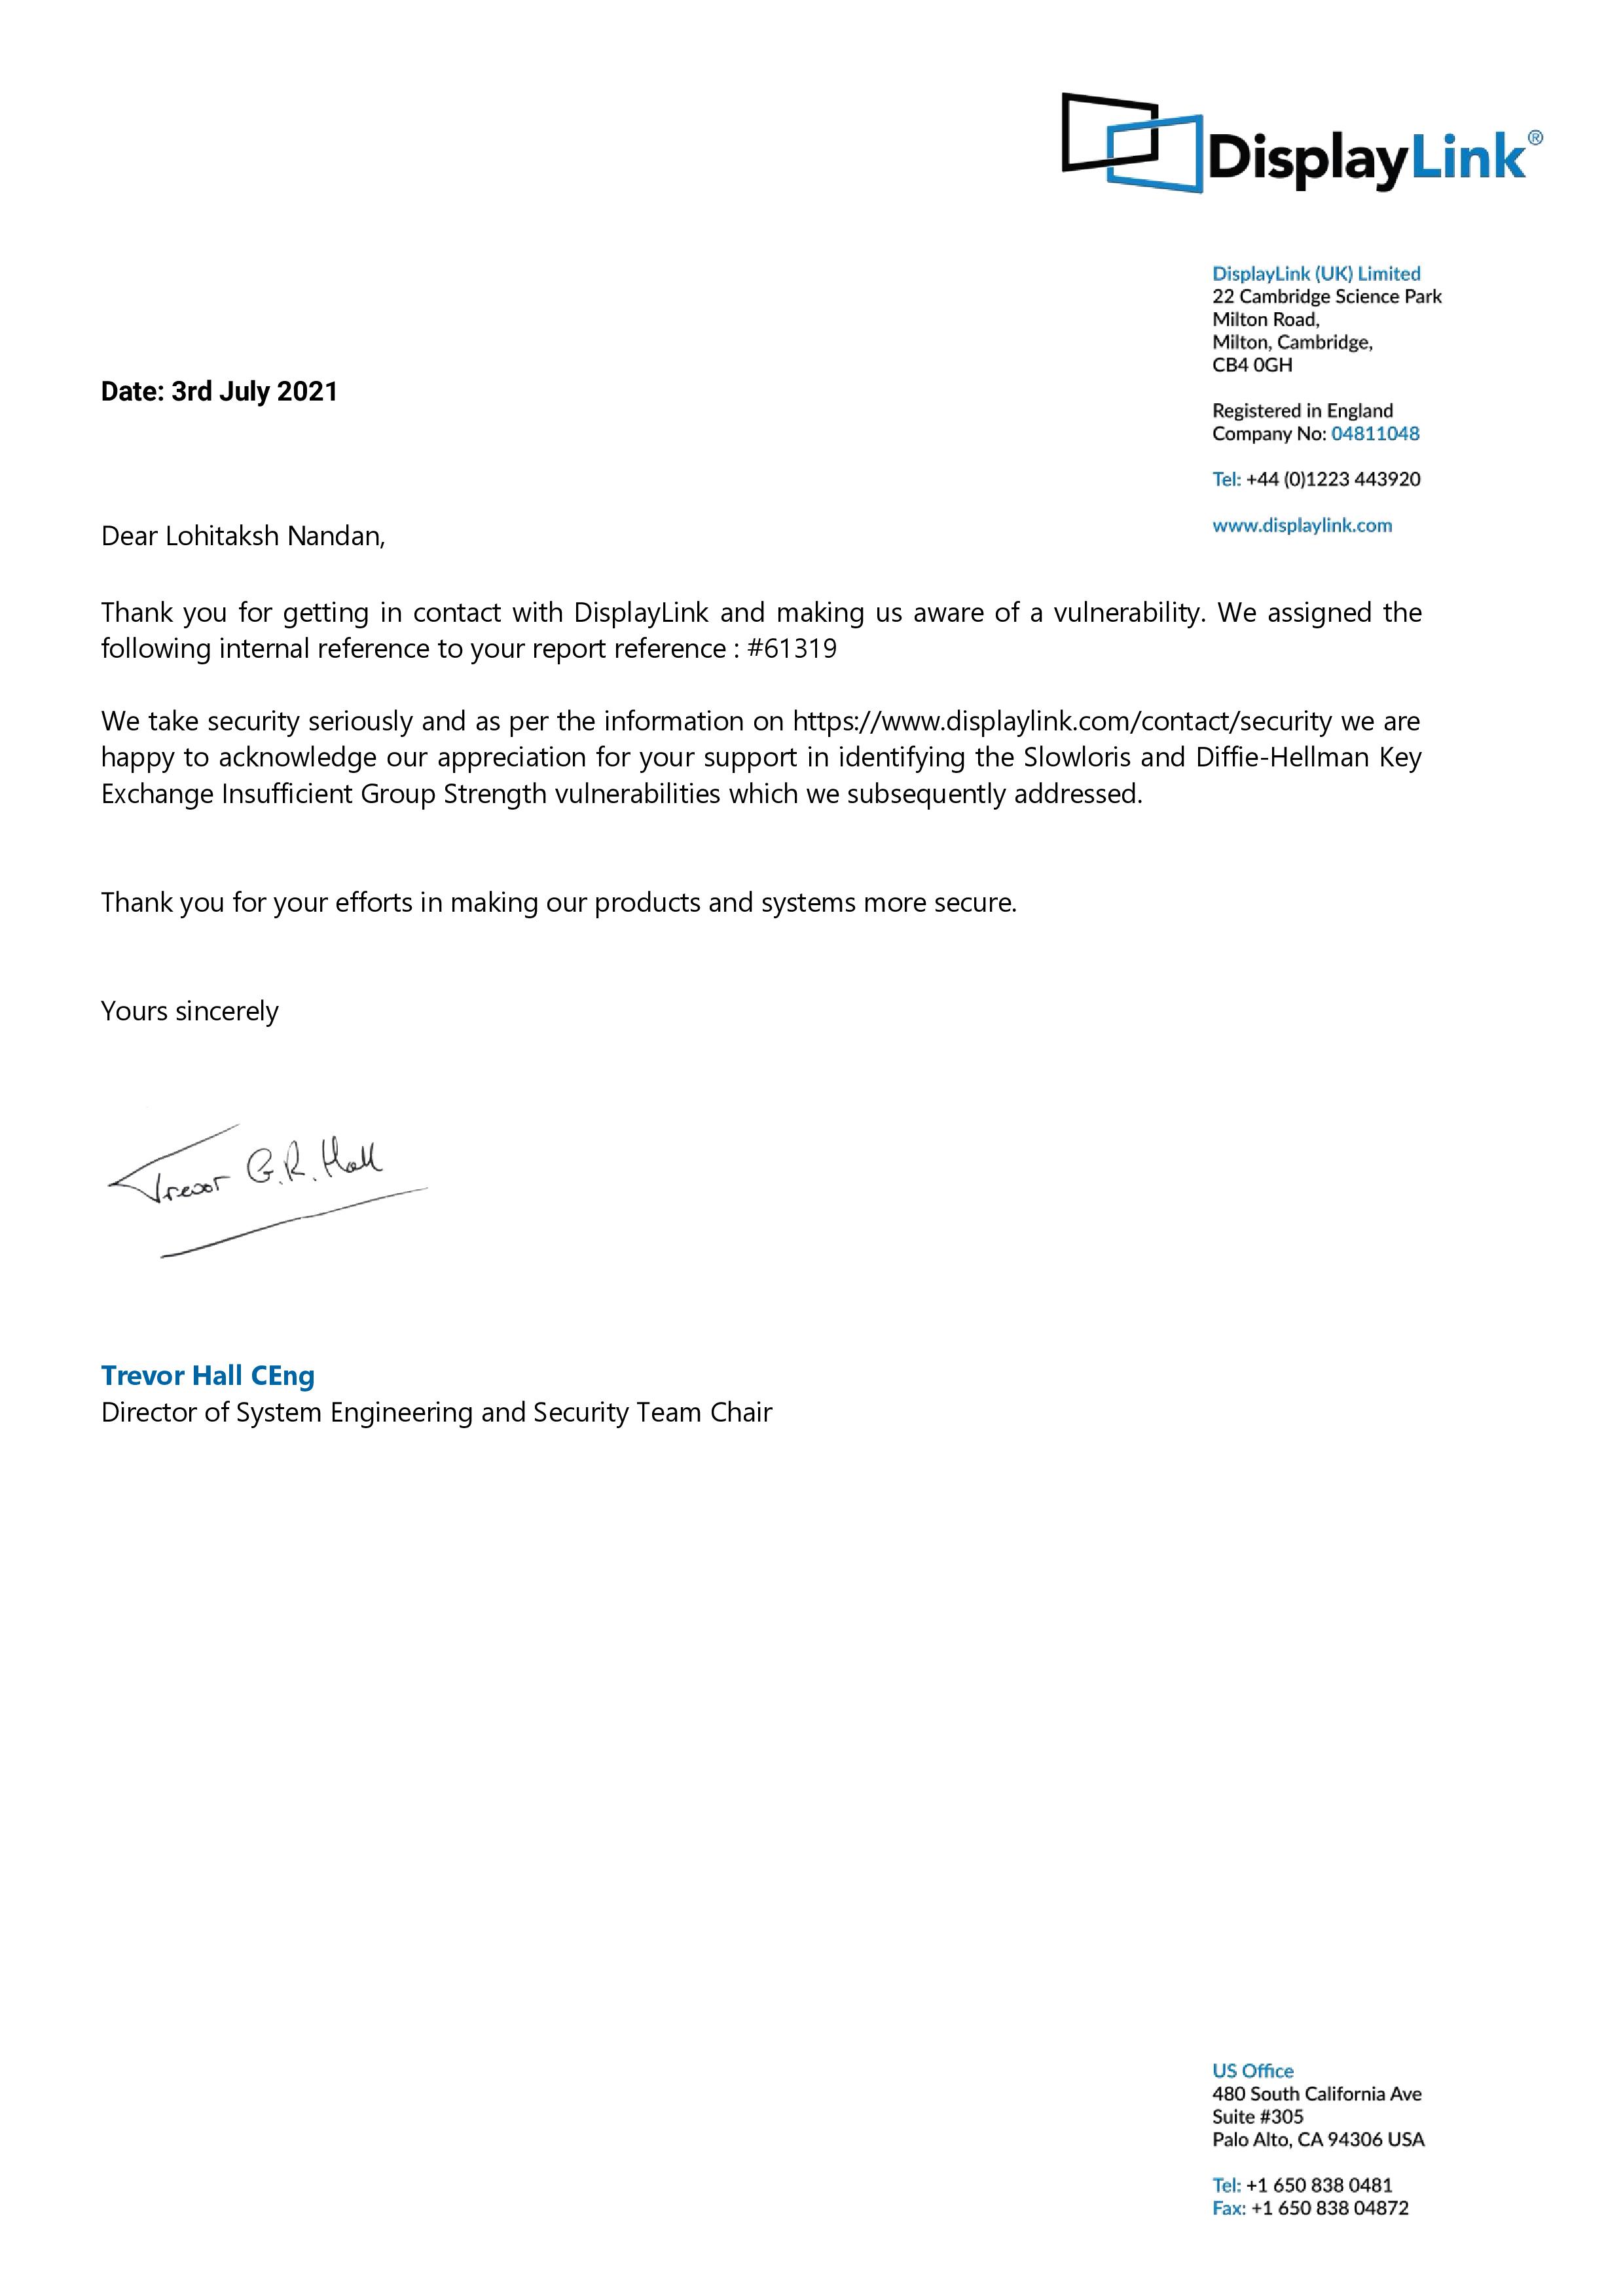 DisplayLink®
DisplayLink (UK) Limited
22 Cambridge Science Park
Milton Road,
Milton, Cambridge,
CB4 0GH
Registered in England
Company No: 04811048
Tel: +44 (0)1223 443920
www.displaylink.com
Date: 3rd July 2021
Dear Lohitaksh Nandan,
Thank you for getting in contact with DisplayLink and making us aware of a vulnerability. We assigned the
following internal reference to your report reference : #61319
We take security seriously and as per the information on https://www.displaylink.com/contact/security we are
happy to acknowledge our appreciation for your support in identifying the Slowloris and Diffie-Hellman Key
Exchange Insufficient Group Strength vulnerabilities which we subsequently addressed.
Thank you for your efforts in making our products and systems more secure.
Yours sincerely
Trevor G.R. Hall
Trevor Hall CEng
Director of System Engineering and Security Team Chair
US Office
480 South California Ave
Suite #305
Palo Alto, CA 94306 USA
Tel: +1 650 838 0481
Fax: +1 650 838 04872